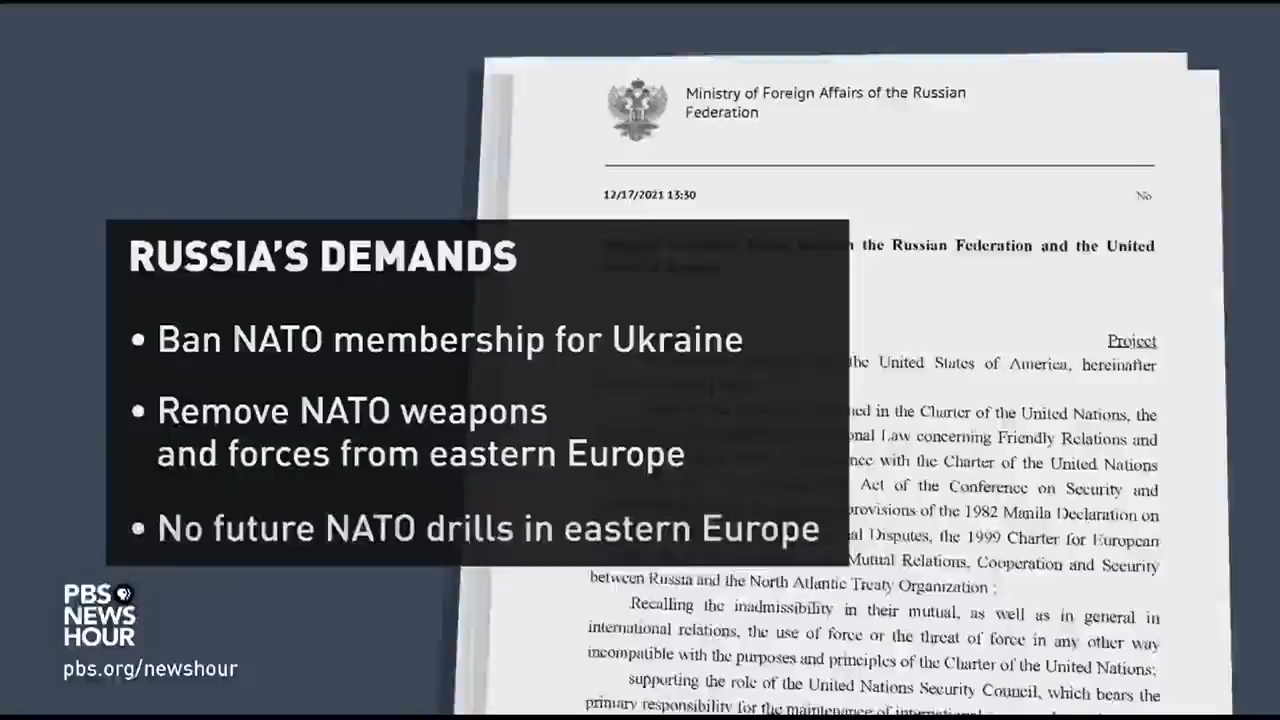 Ministry of Foreign Affairs of the Russian
Federation
12/17/2021 13:30
No
the Russian Federation and the United
Project
the United States of America, hereinafter
in the Charter of the United Nations, the
Law concerning Friendly Relations and
with the Charter of the United Nations
Act of the Conference on Security and
provisions of the 1982 Manila Declaration on
Disputes, the 1999 Charter for European
Mutual Relations, Cooperation and Security
between Russia and the North Atlantic Treaty Organization ;
Recalling the inadmissibility in their mutual, as well as in general in
international relations, the use of force or the threat of force in any other way
incompatible with the purposes and principles of the Charter of the United Nations;
supporting the role of the United Nations Security Council, which bears the
primary responsibility for the maintenance of
RUSSIA'S DEMANDS
• Ban NATO membership for Ukraine
• Remove NATO weapons
and forces from eastern Europe
• No future NATO drills in eastern Europe
PBS
NEWS
HOUR
pbs.org/newshour